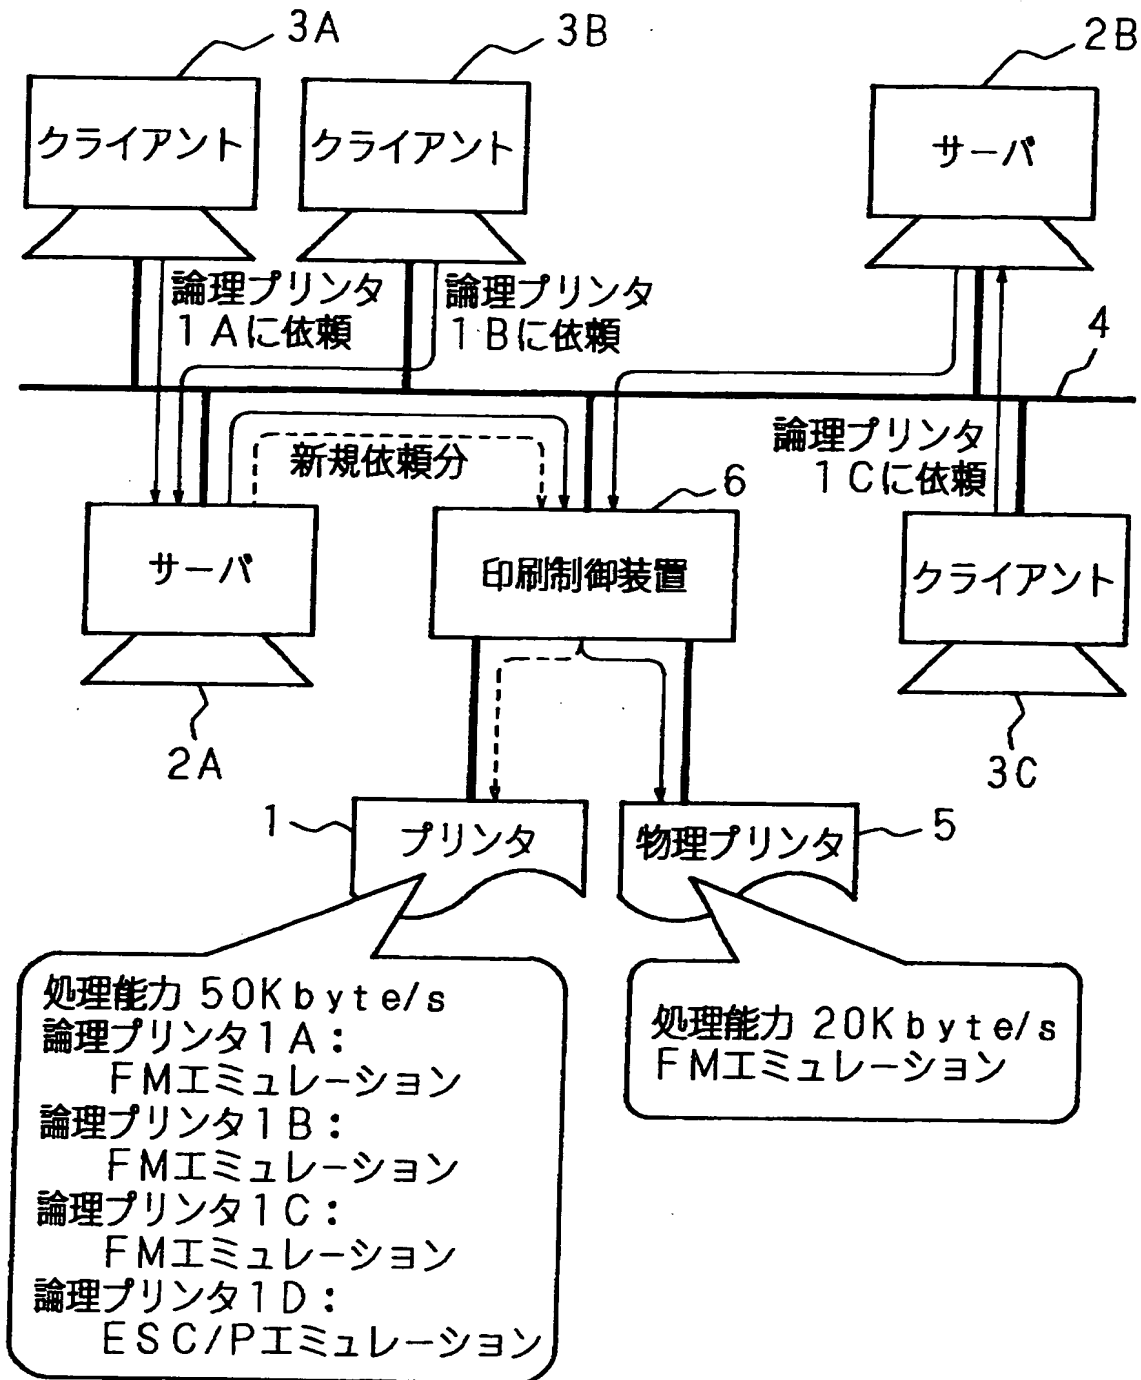 3A
3B
2B
クライアント
クライアント
サーバ
論理プリンタ
1Aに依頼
論理プリンタ
1Bに依頼
4
新規依頼分
論理プリンタ
1Cに依頼
6
サーバ
印刷制御装置
クライアント
2A
3C
1
プリンタ
物理プリンタ
5
処理能力 50Kbyte/s
論理プリンタ1A:
FMエミュレーション
論理プリンタ1B:
FMエミュレーション
論理プリンタ1C:
FMエミュレーション
論理プリンタ1D:
ESC/Pエミュレーション
処理能力 20Kbyte/s
FMエミュレーション